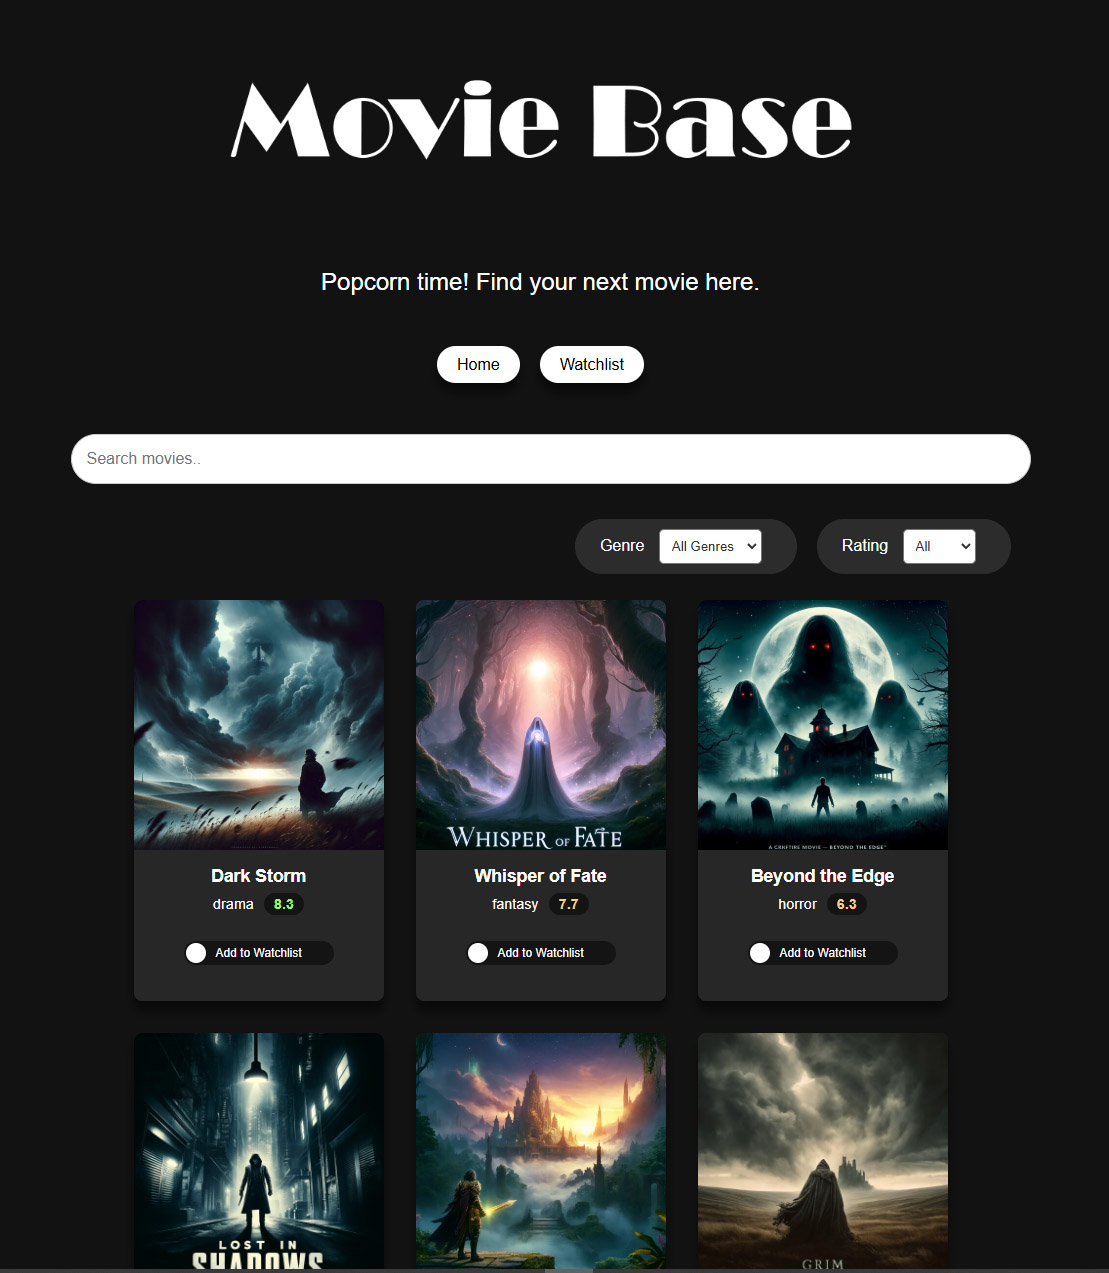 Movie Base
Popcorn time! Find your next movie here.
Home Watchlist
Search movies..
Genre All Genres Rating All
WHISPER OF FATE
BEYOND THE EDGE
Dark Storm Whisper of Fate Beyond the Edge
drama 8.3 fantasy 7.7 horror 6.3
Add to Watchlist Add to Watchlist Add to Watchlist
LOST IN
SHADOWS
GRIM